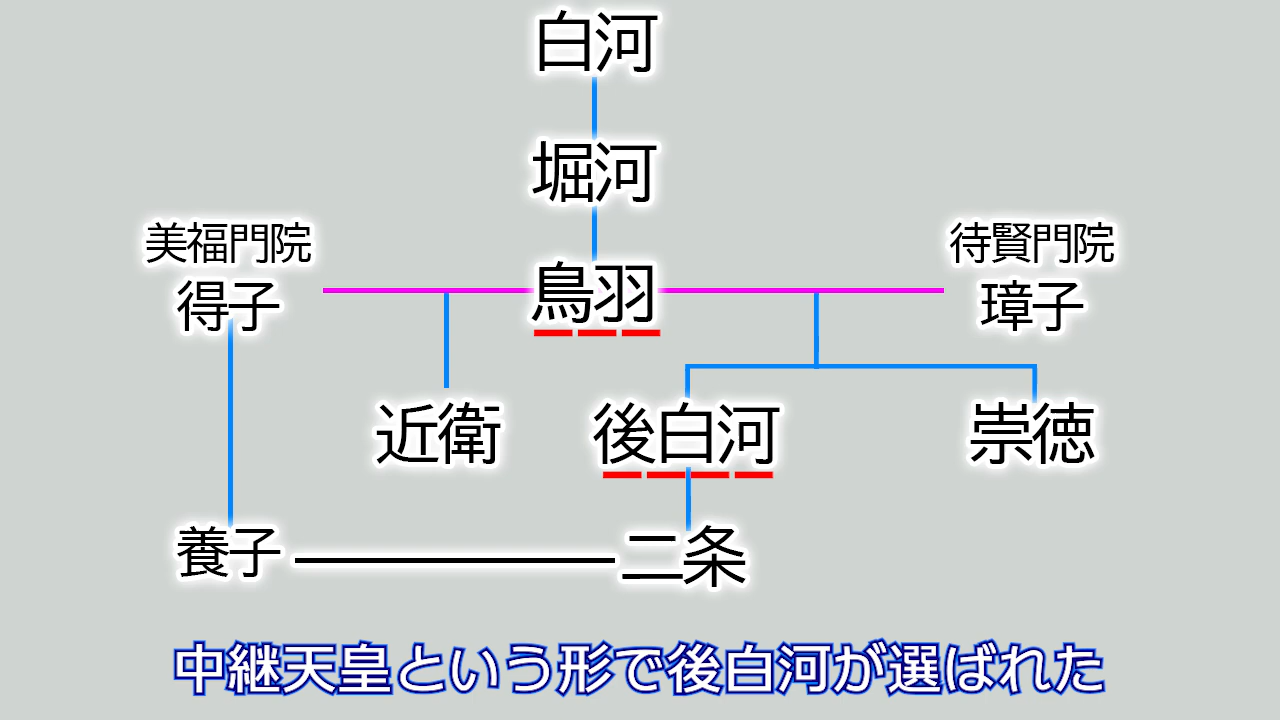 白河
堀河
美福門院
得子
鳥羽
待賢門院
璋子
近衛
後白河
崇徳
養子
二条
中継天皇という形で後白河が選ばれた